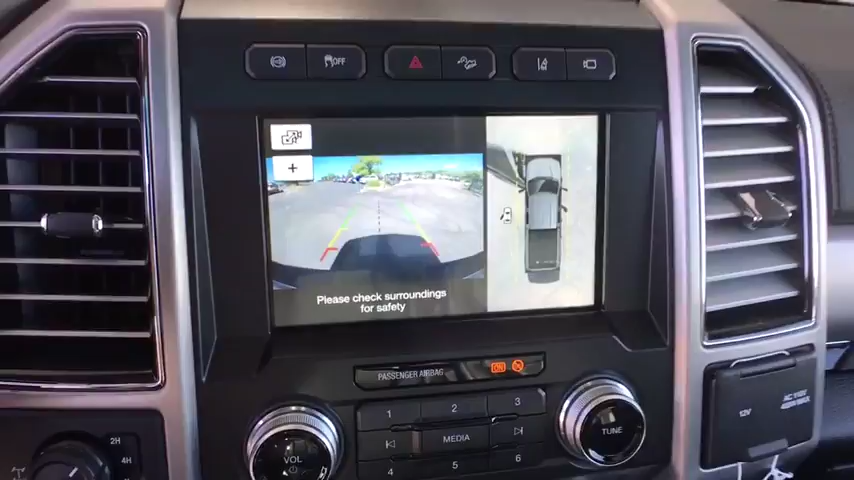 OFF
+
Please check surroundings
for safety
PASSENGER AIRBAG ON
1 2 3
MEDIA
4 5 6
VOL
TUNE
2H
4H
12V